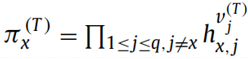 π_x^{(T)} = ∏_{1≤j≤q,j≠x} h_{x,j}^{ν_j^{(T)}}